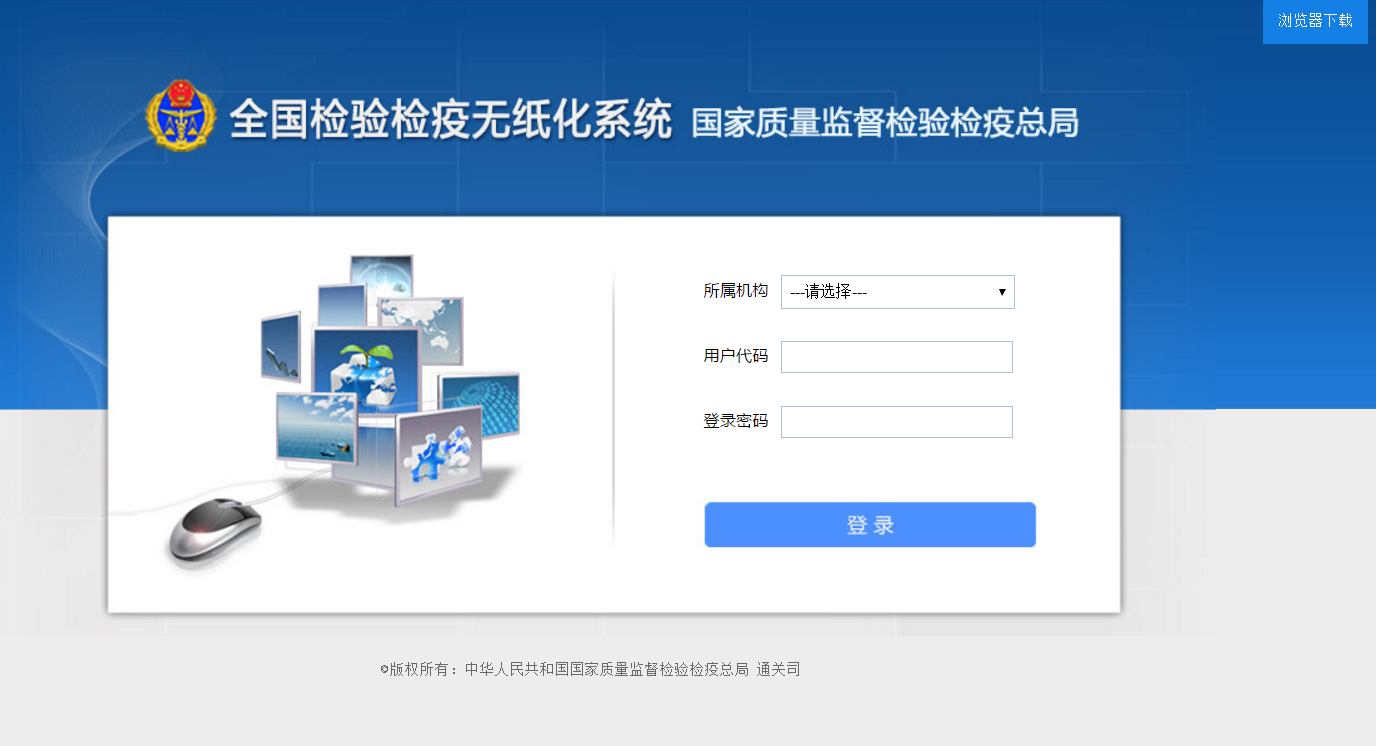 浏览器下载
全国检验检疫无纸化系统 国家质量监督检验检疫总局
所属机构 ---请选择---
用户代码
登录密码
登 录
©版权所有：中华人民共和国国家质量监督检验检疫总局 通关司